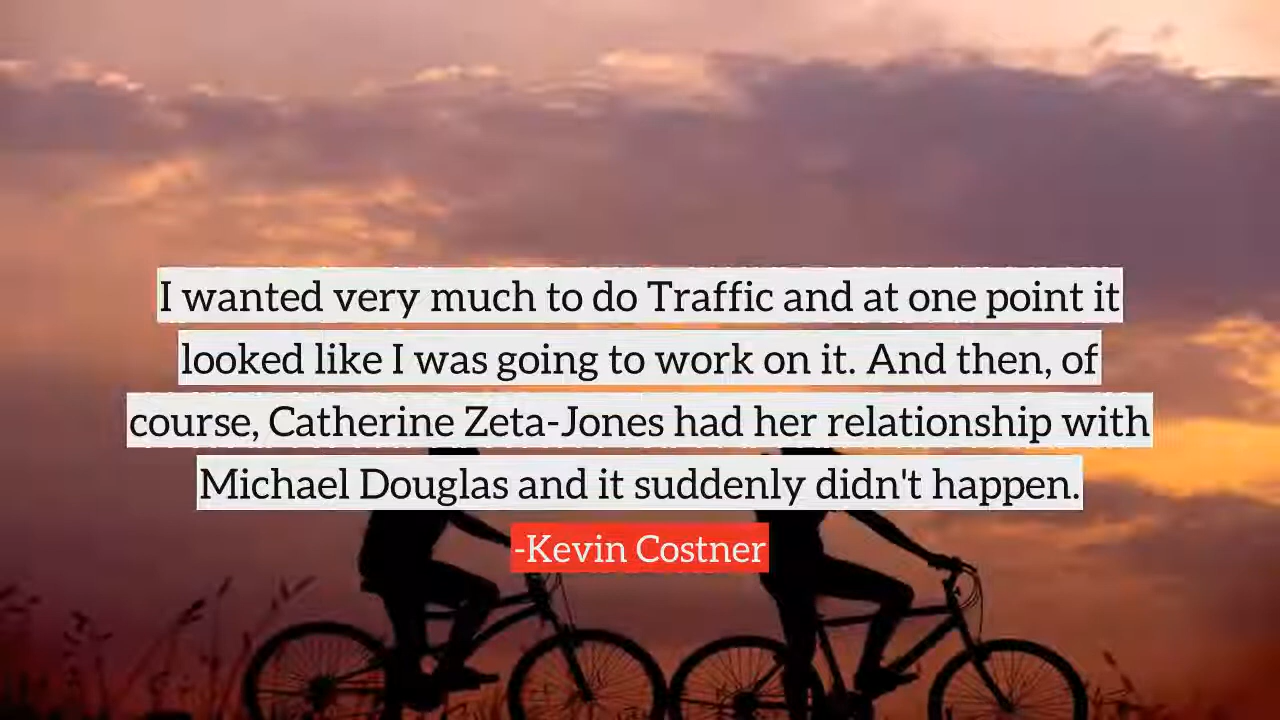 I wanted very much to do Traffic and at one point it
looked like I was going to work on it. And then, of
course, Catherine Zeta-Jones had her relationship with
Michael Douglas and it suddenly didn't happen.
-Kevin Costner